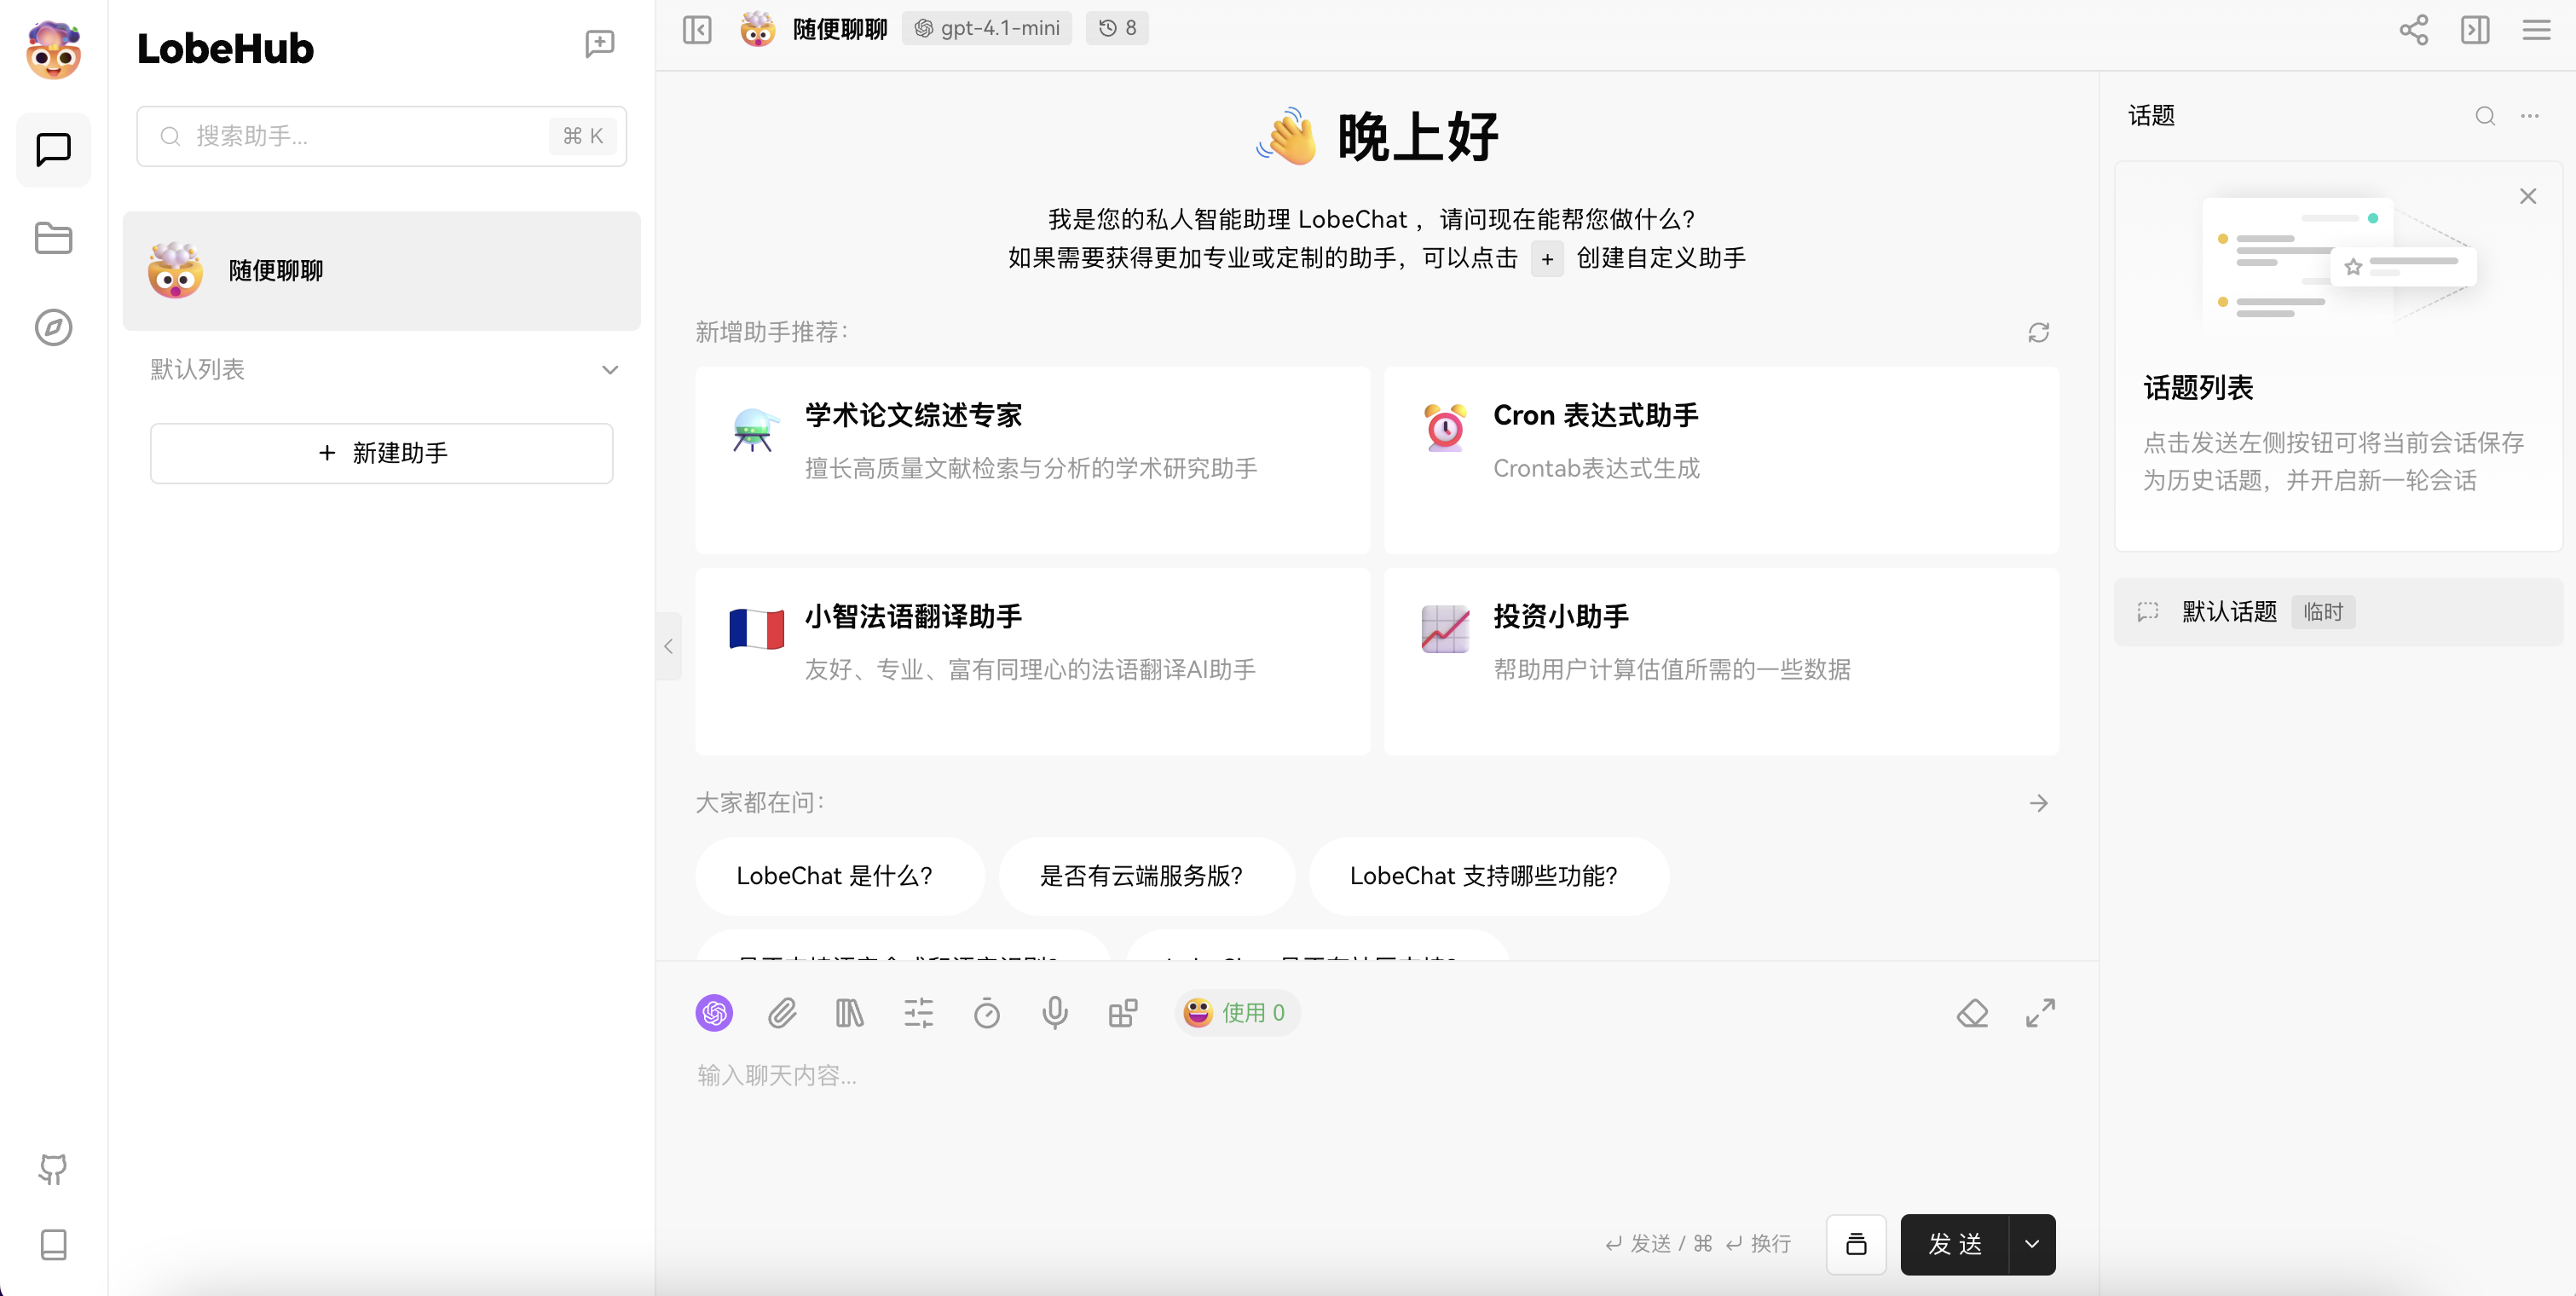 LobeHub
搜索助手...
⌘ K
随便聊聊
默认列表
+ 新建助手
随便聊聊 gpt-4.1-mini 8
晚上好
我是您的私人智能助理 LobeChat ，请问现在能帮您做什么？
如果需要获得更加专业或定制的助手，可以点击 + 创建自定义助手
新增助手推荐：
学术论文综述专家
擅长高质量文献检索与分析的学术研究助手
Cron 表达式助手
Crontab表达式生成
小智法语翻译助手
友好、专业、富有同理心的法语翻译AI助手
投资小助手
帮助用户计算估值所需的一些数据
大家都在问：
LobeChat 是什么？
是否有云端服务版？
LobeChat 支持哪些功能？
使用 0
输入聊天内容...
↵ 发送 / ⌘ ↵ 换行
发 送
话题
话题列表
点击发送左侧按钮可将当前会话保存
为历史话题，并开启新一轮会话
默认话题 临时